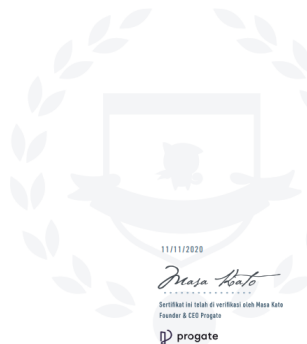 11/11/2020
Masa Kato
Sertifikat ini telah di verifikasi oleh Masa Kato
Founder & CEO Progate
progate